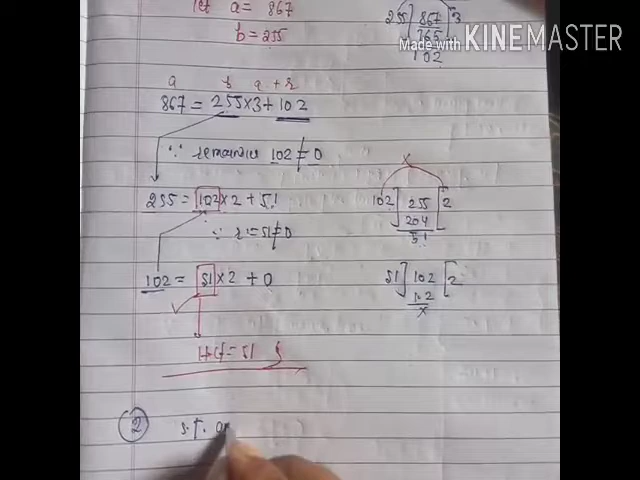 let a = 867
b = 255
255] 867 [3
765
102
Made with KINEMASTER
a b q + r
867 = 255×3+102
∵ remainder 102 ≠ 0
255 = 102×2 + 51
∵ r = 51 ≠ 0
102] 255 [2
204
51
102 = 51×2 + 0
51] 102 [2
102
x
Hcf = 51
② s.t. a